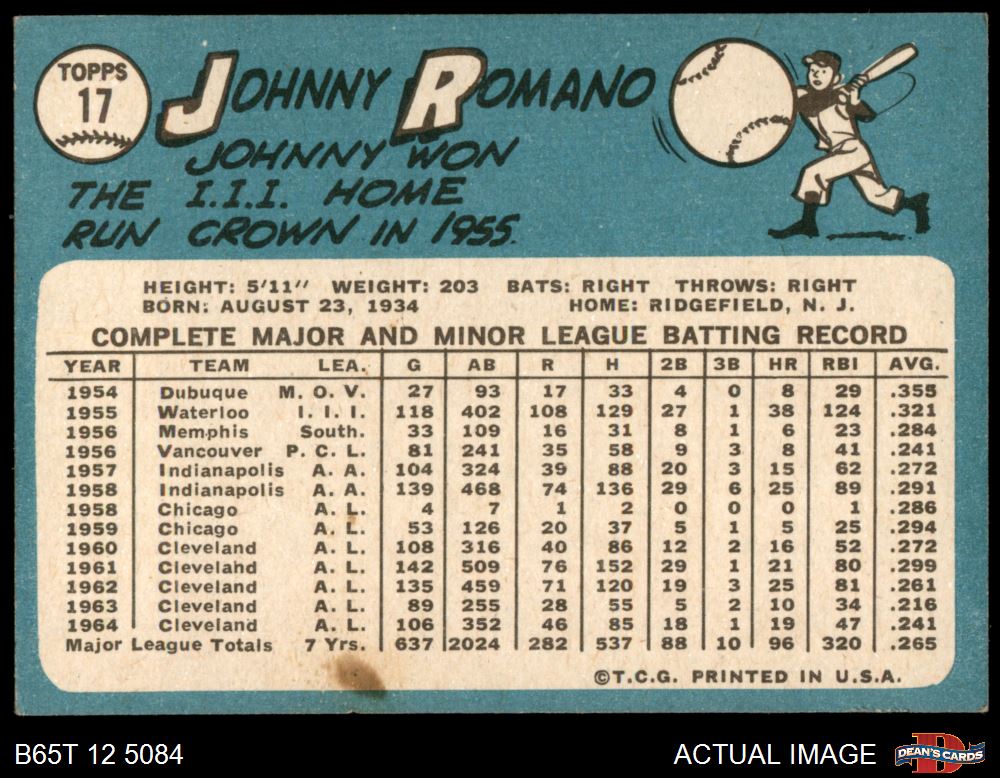 TOPPS
17
JOHNNY ROMANO
JOHNNY WON
THE I.I.I. HOME
RUN CROWN IN 1955.
HEIGHT: 5'11" WEIGHT: 203 BATS: RIGHT THROWS: RIGHT
BORN: AUGUST 23, 1934 HOME: RIDGEFIELD, N. J.
COMPLETE MAJOR AND MINOR LEAGUE BATTING RECORD
YEAR TEAM LEA. G AB R H 2B 3B HR RBI AVG.
1954 Dubuque M. O. V. 27 93 17 33 4 0 8 29 .355
1955 Waterloo I. I. I. 118 402 108 129 27 1 38 124 .321
1956 Memphis South. 33 109 16 31 8 1 6 23 .284
1956 Vancouver P. C. L. 81 241 35 58 9 3 8 41 .241
1957 Indianapolis A. A. 104 324 39 88 20 3 15 62 .272
1958 Indianapolis A. A. 139 468 74 136 29 6 25 89 .291
1958 Chicago A. L. 4 7 1 2 0 0 0 1 .286
1959 Chicago A. L. 53 126 20 37 5 1 5 25 .294
1960 Cleveland A. L. 108 316 40 86 12 2 16 52 .272
1961 Cleveland A. L. 142 509 76 152 29 1 21 80 .299
1962 Cleveland A. L. 135 459 71 120 19 3 25 81 .261
1963 Cleveland A. L. 89 255 28 55 5 2 10 34 .216
1964 Cleveland A. L. 106 352 46 85 18 1 19 47 .241
Major League Totals 7 Yrs. 637 2024 282 537 88 10 96 320 .265
©T.C.G. PRINTED IN U.S.A.
B65T 12 5084 ACTUAL IMAGE DEAN'S CARDS